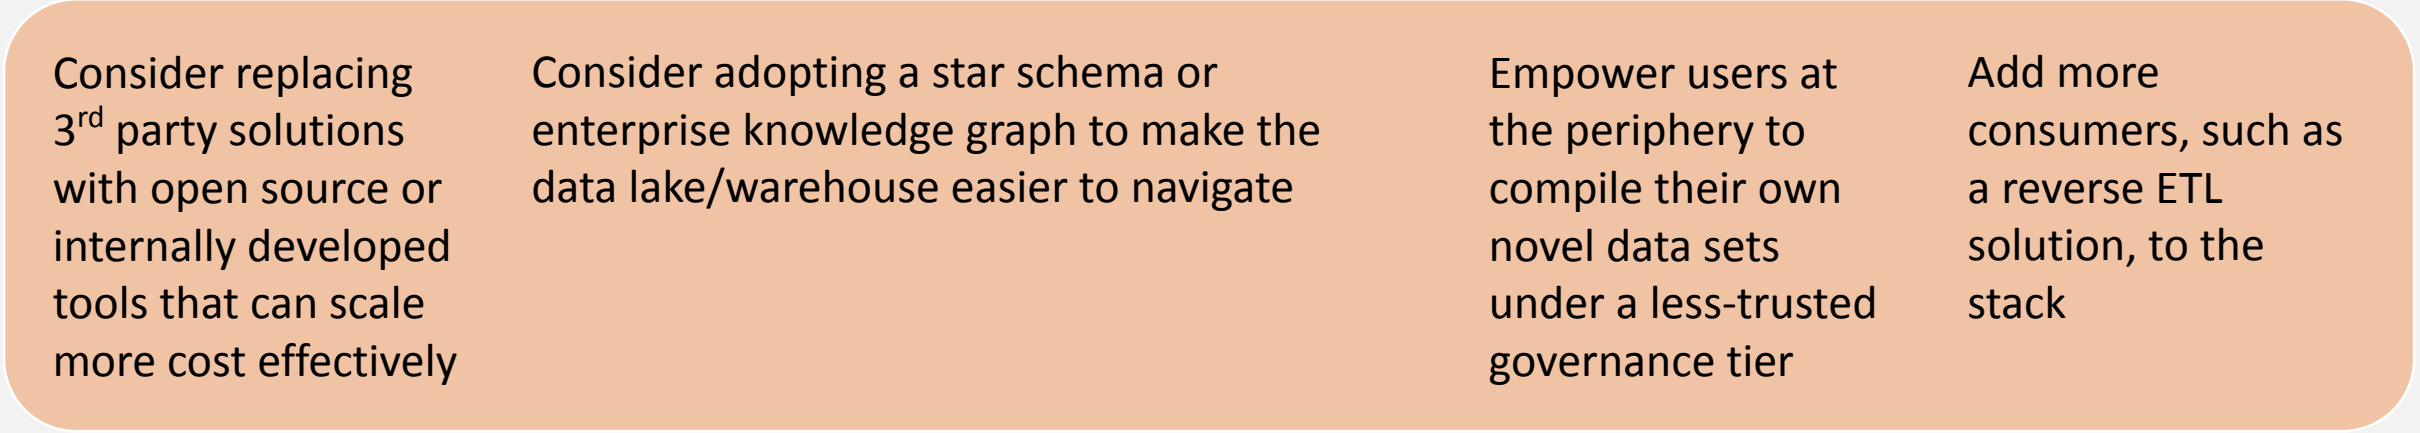 Consider replacing
3rd party solutions
with open source or
internally developed
tools that can scale
more cost effectively
Consider adopting a star schema or
enterprise knowledge graph to make the
data lake/warehouse easier to navigate
Empower users at
the periphery to
compile their own
novel data sets
under a less-trusted
governance tier
Add more
consumers, such as
a reverse ETL
solution, to the
stack